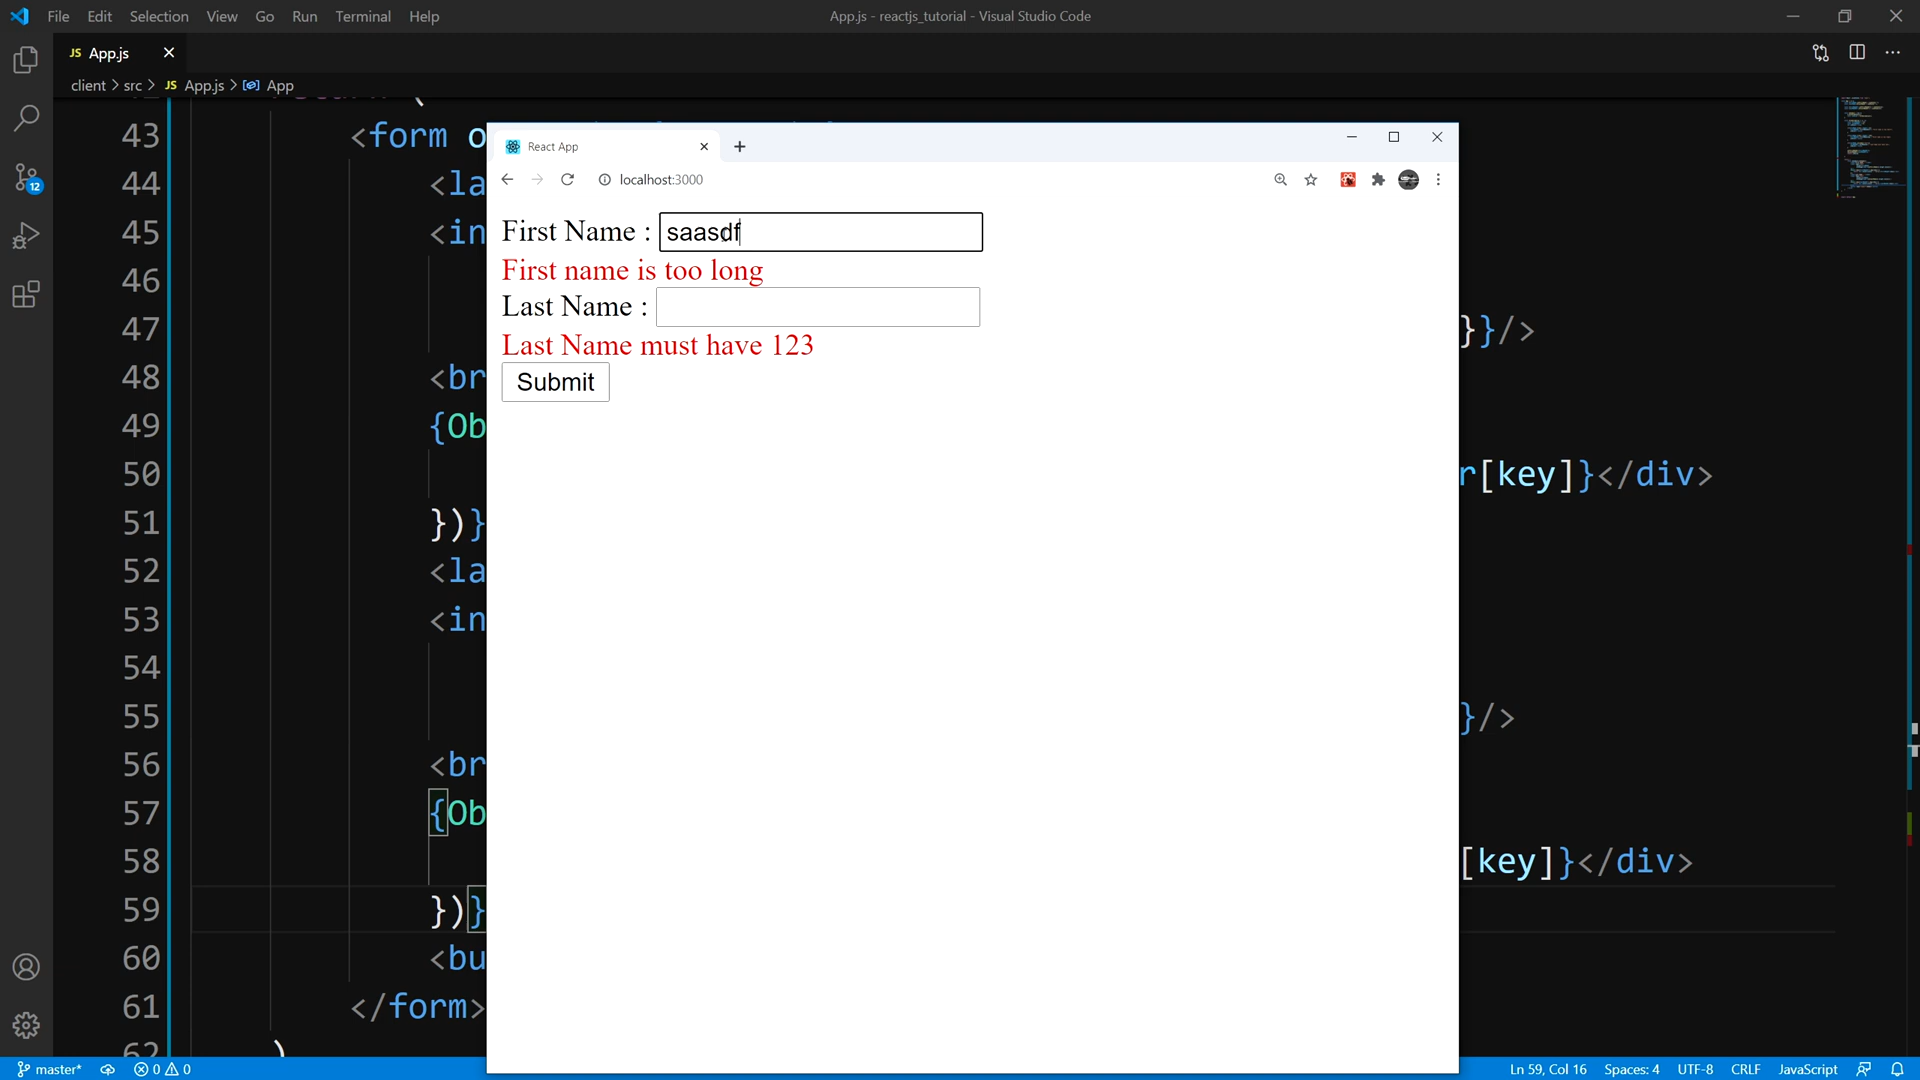 File Edit Selection View Go Run Terminal Help
App.js - reactjs_tutorial - Visual Studio Code
JS App.js
client > src > JS App.js > App
43 <form o
44 <la
45 <in
46
47 }}/>
48 <br
49 {Ob
50 r[key]}</div>
51 })}
52 <la
53 <in
54
55 }/>
56 <br
57 {Ob
58 [key]}</div>
59 })}
60 <bu
61 </form>
62 )
React App
localhost:3000
First Name : saasdf
First name is too long
Last Name :
Last Name must have 123
Submit
12
master* 0 0
Ln 59, Col 16 Spaces: 4 UTF-8 CRLF JavaScript